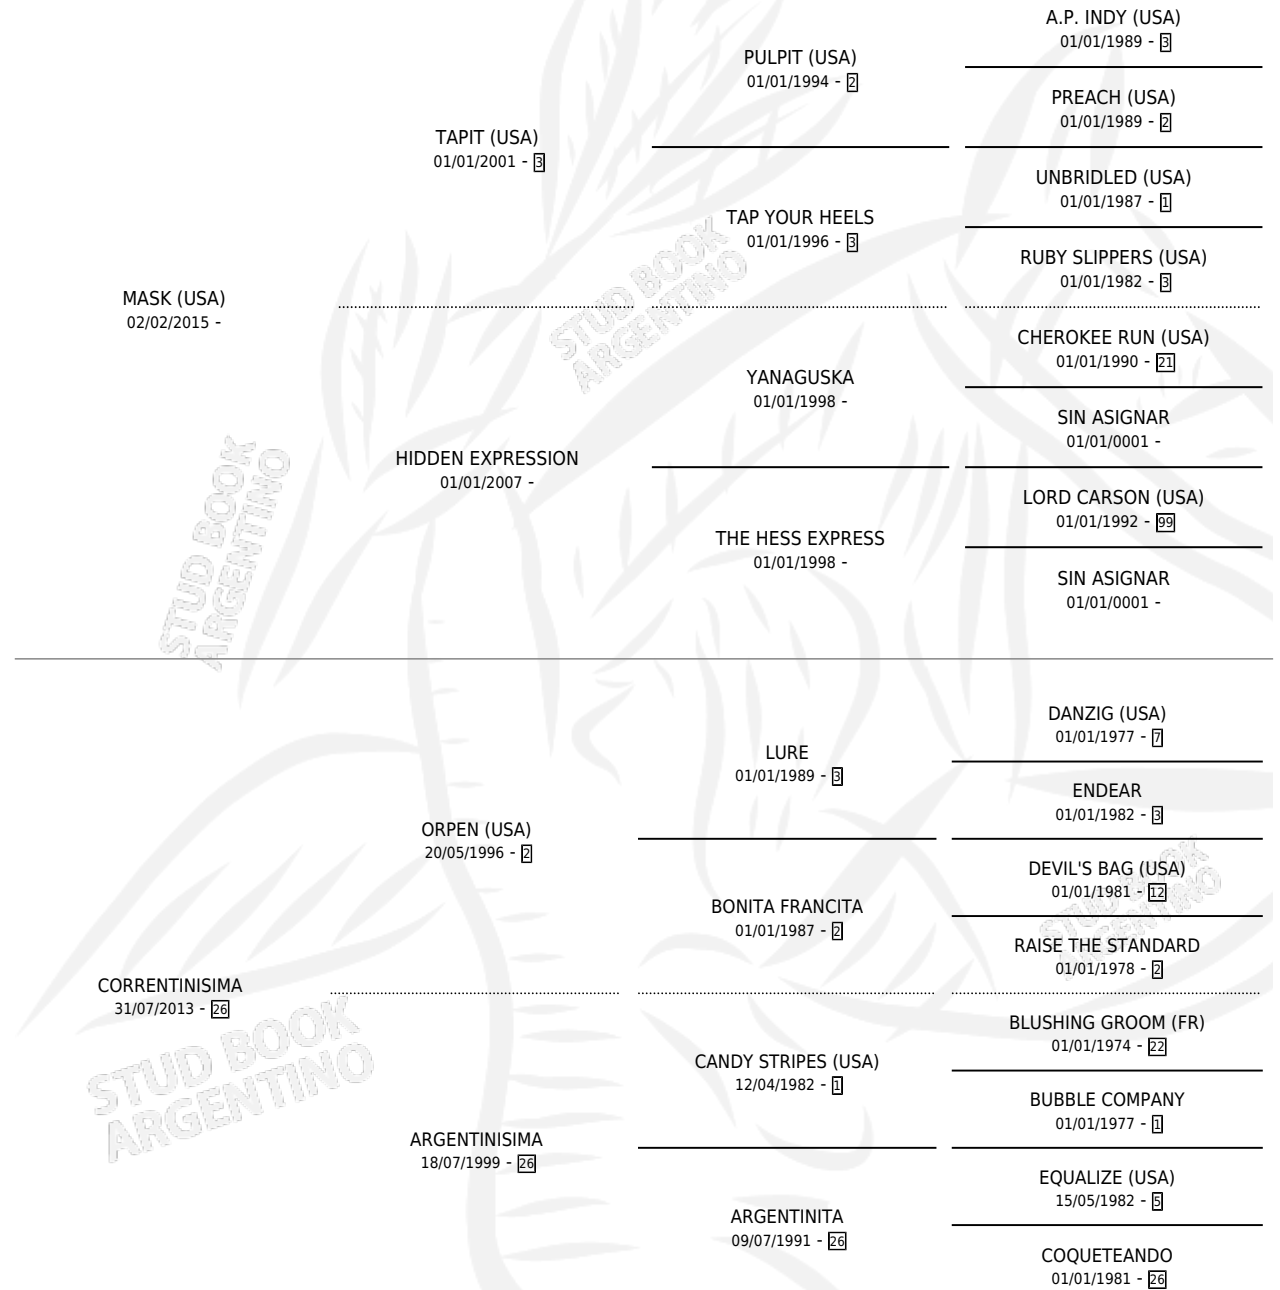 A.P. INDY (USA)
01/01/1989 - 3
PULPIT (USA)
01/01/1994 - 2
PREACH (USA)
01/01/1989 - 2
TAPIT (USA)
01/01/2001 - 3
UNBRIDLED (USA)
01/01/1987 - 1
TAP YOUR HEELS
01/01/1996 - 3
RUBY SLIPPERS (USA)
01/01/1982 - 3
MASK (USA)
02/02/2015 -
CHEROKEE RUN (USA)
01/01/1990 - 21
YANAGUSKA
01/01/1998 -
SIN ASIGNAR
01/01/0001 -
HIDDEN EXPRESSION
01/01/2007 -
LORD CARSON (USA)
01/01/1992 - 99
THE HESS EXPRESS
01/01/1998 -
SIN ASIGNAR
01/01/0001 -
DANZIG (USA)
01/01/1977 - 7
LURE
01/01/1989 - 3
ENDEAR
01/01/1982 - 3
ORPEN (USA)
20/05/1996 - 2
DEVIL'S BAG (USA)
01/01/1981 - 12
BONITA FRANCITA
01/01/1987 - 2
RAISE THE STANDARD
01/01/1978 - 2
CORRENTINISIMA
31/07/2013 - 26
BLUSHING GROOM (FR)
01/01/1974 - 22
CANDY STRIPES (USA)
12/04/1982 - 1
BUBBLE COMPANY
01/01/1977 - 1
ARGENTINISIMA
18/07/1999 - 26
EQUALIZE (USA)
15/05/1982 - 5
ARGENTINITA
09/07/1991 - 26
COQUETEANDO
01/01/1981 - 26
STUD BOOK
ARGENTINO
STUD BOOK
ARGENTINO
STUD BOOK
ARGENTINO
STUD BOOK
ARGENTINO